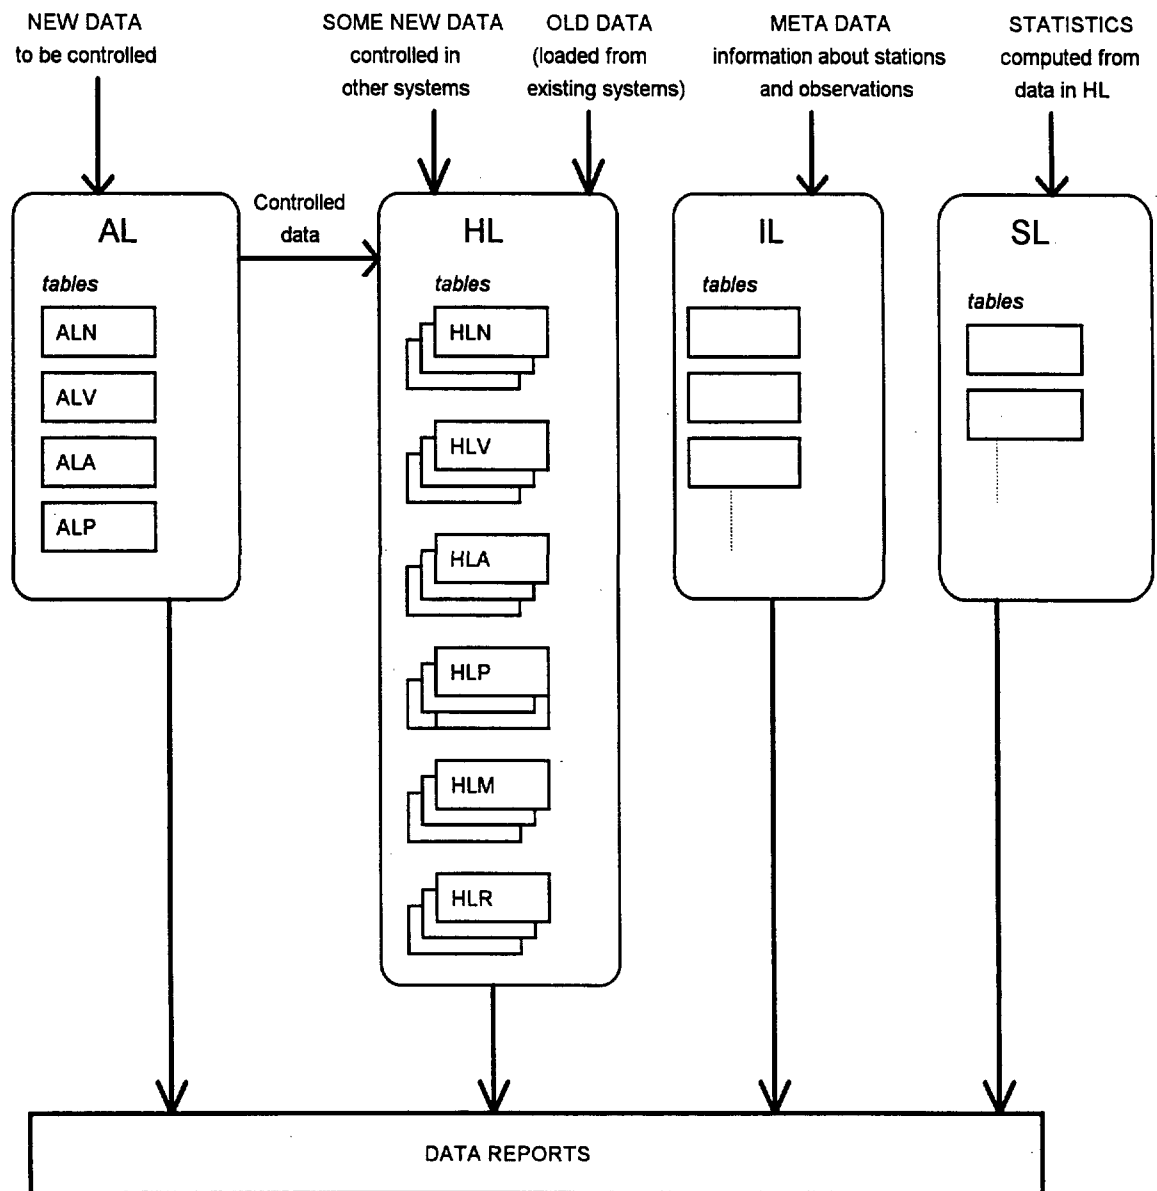 NEW DATA
to be controlled
SOME NEW DATA
controlled in
other systems
OLD DATA
(loaded from
existing systems)
META DATA
information about stations
and observations
STATISTICS
computed from
data in HL
AL
tables
ALN
ALV
ALA
ALP
Controlled
data
HL
tables
HLN
HLV
HLA
HLP
HLM
HLR
IL
tables
SL
tables
DATA REPORTS